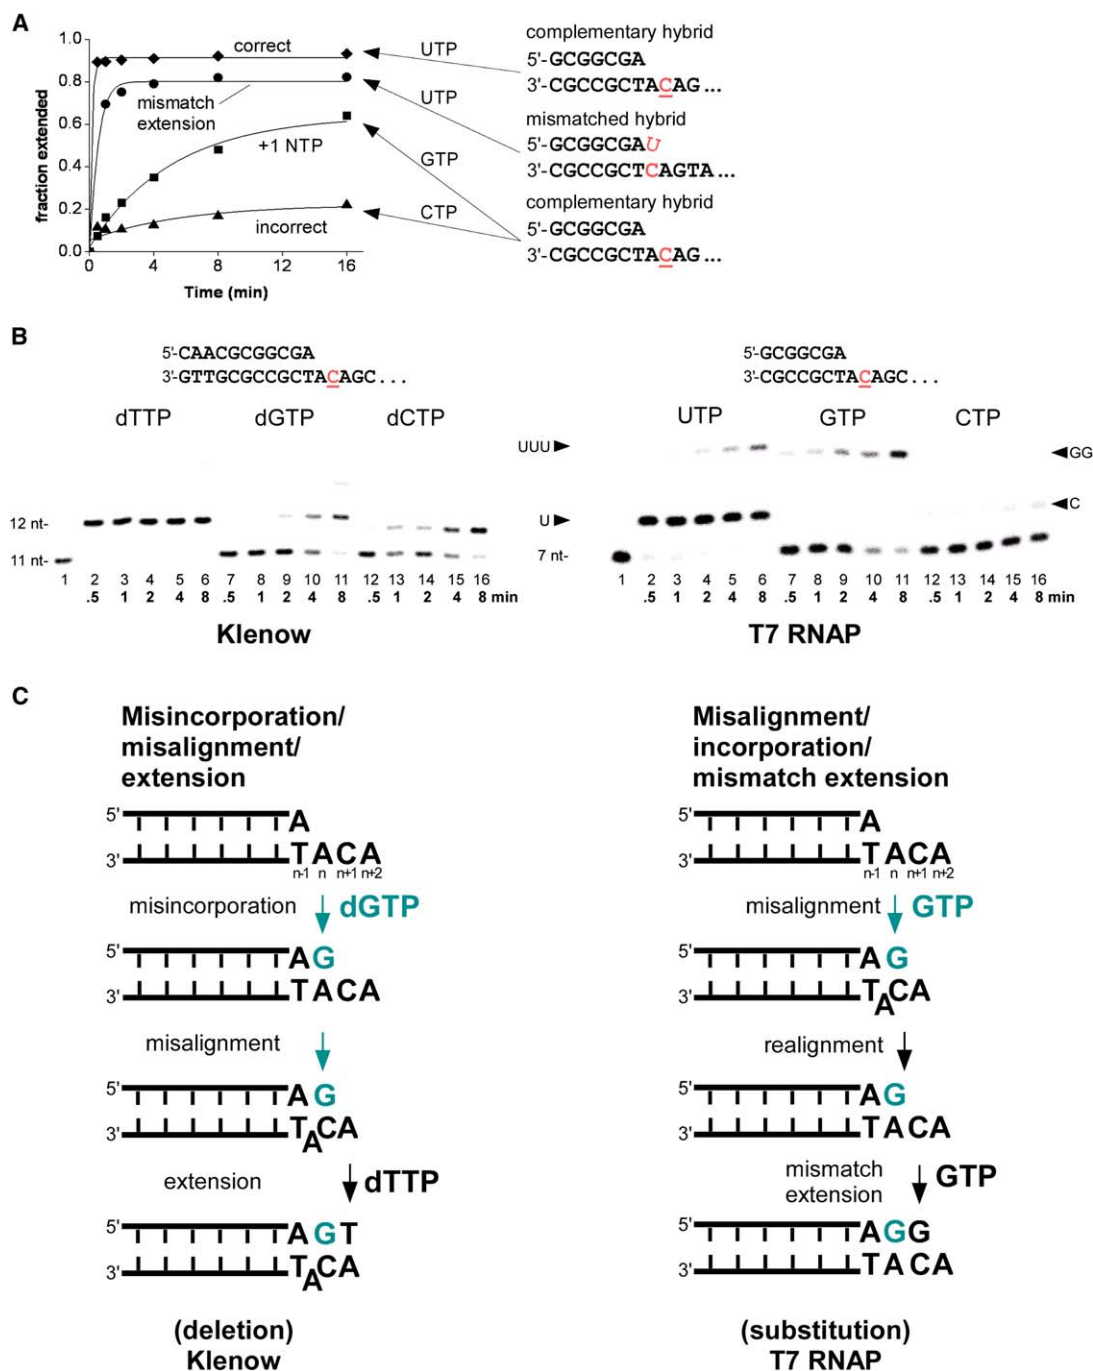 A
1.0
0.8
0.6
0.4
0.2
0.0
fraction extended
0
4
8
12
16
Time (min)
correct
mismatch
extension
+1 NTP
incorrect
UTP
UTP
GTP
CTP
complementary hybrid
5'-GCGGCGA
3'-CGCCGCTACAG...
mismatched hybrid
5'-GCGGCGAU
3'-CGCCGCTCAGTA...
complementary hybrid
5'-GCGGCGA
3'-CGCCGCTACAG...
B
5'-CAACGCGGCGA
3'-GTTGCGCCGCTACAGC...
dTTP dGTP dCTP
12 nt-
11 nt-
1 2 3 4 5 6 7 8 9 10 11 12 13 14 15 16
.5 1 2 4 8 .5 1 2 4 8 .5 1 2 4 8 min
Klenow
5'-GCGGCGA
3'-CGCCGCTACAGC...
UTP GTP CTP
UUU
U
7 nt-
GG
C
1 2 3 4 5 6 7 8 9 10 11 12 13 14 15 16
.5 1 2 4 8 .5 1 2 4 8 .5 1 2 4 8 min
T7 RNAP
C
Misincorporation/
misalignment/
extension
5' A
3' TACA
n-1 n n+1 n+2
misincorporation dGTP
5' AG
3' TACA
misalignment
5' AG
3' TACA
extension dTTP
5' AGT
3' TACA
(deletion)
Klenow
Misalignment/
incorporation/
mismatch extension
5' A
3' TACA
n-1 n n+1 n+2
misalignment GTP
5' AG
3' TACA
realignment
5' AG
3' TACA
mismatch
extension GTP
5' AGG
3' TACA
(substitution)
T7 RNAP